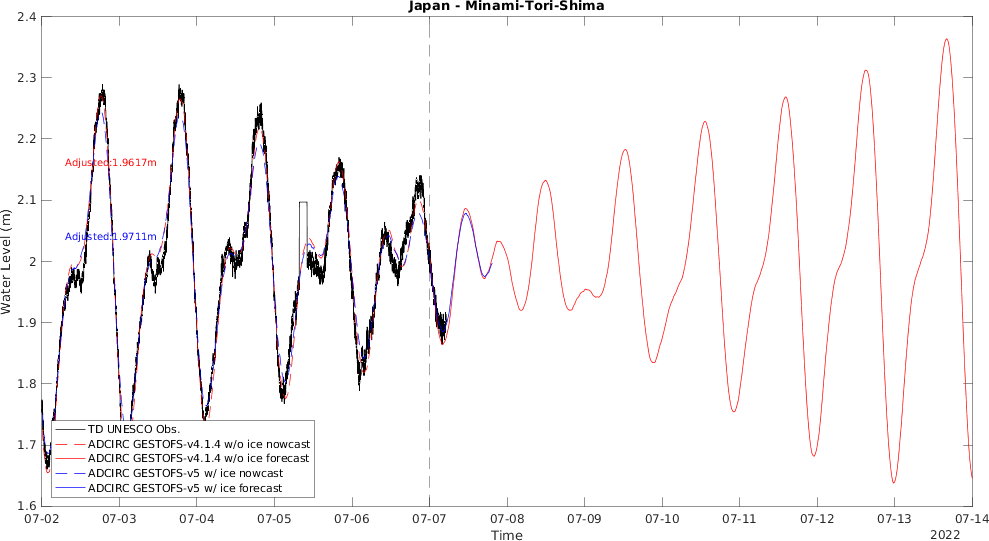 Japan - Minami-Tori-Shima
2.4
2.3
2.2
2.1
2
1.9
1.8
1.7
1.6
Water Level (m)
Adjusted:1.9617m
Adjusted:1.9711m
TD UNESCO Obs.
ADCIRC GESTOFS-v4.1.4 w/o ice nowcast
ADCIRC GESTOFS-v4.1.4 w/o ice forecast
ADCIRC GESTOFS-v5 w/ ice nowcast
ADCIRC GESTOFS-v5 w/ ice forecast
07-02 07-03 07-04 07-05 07-06 07-07 07-08 07-09 07-10 07-11 07-12 07-13 07-14
Time
2022